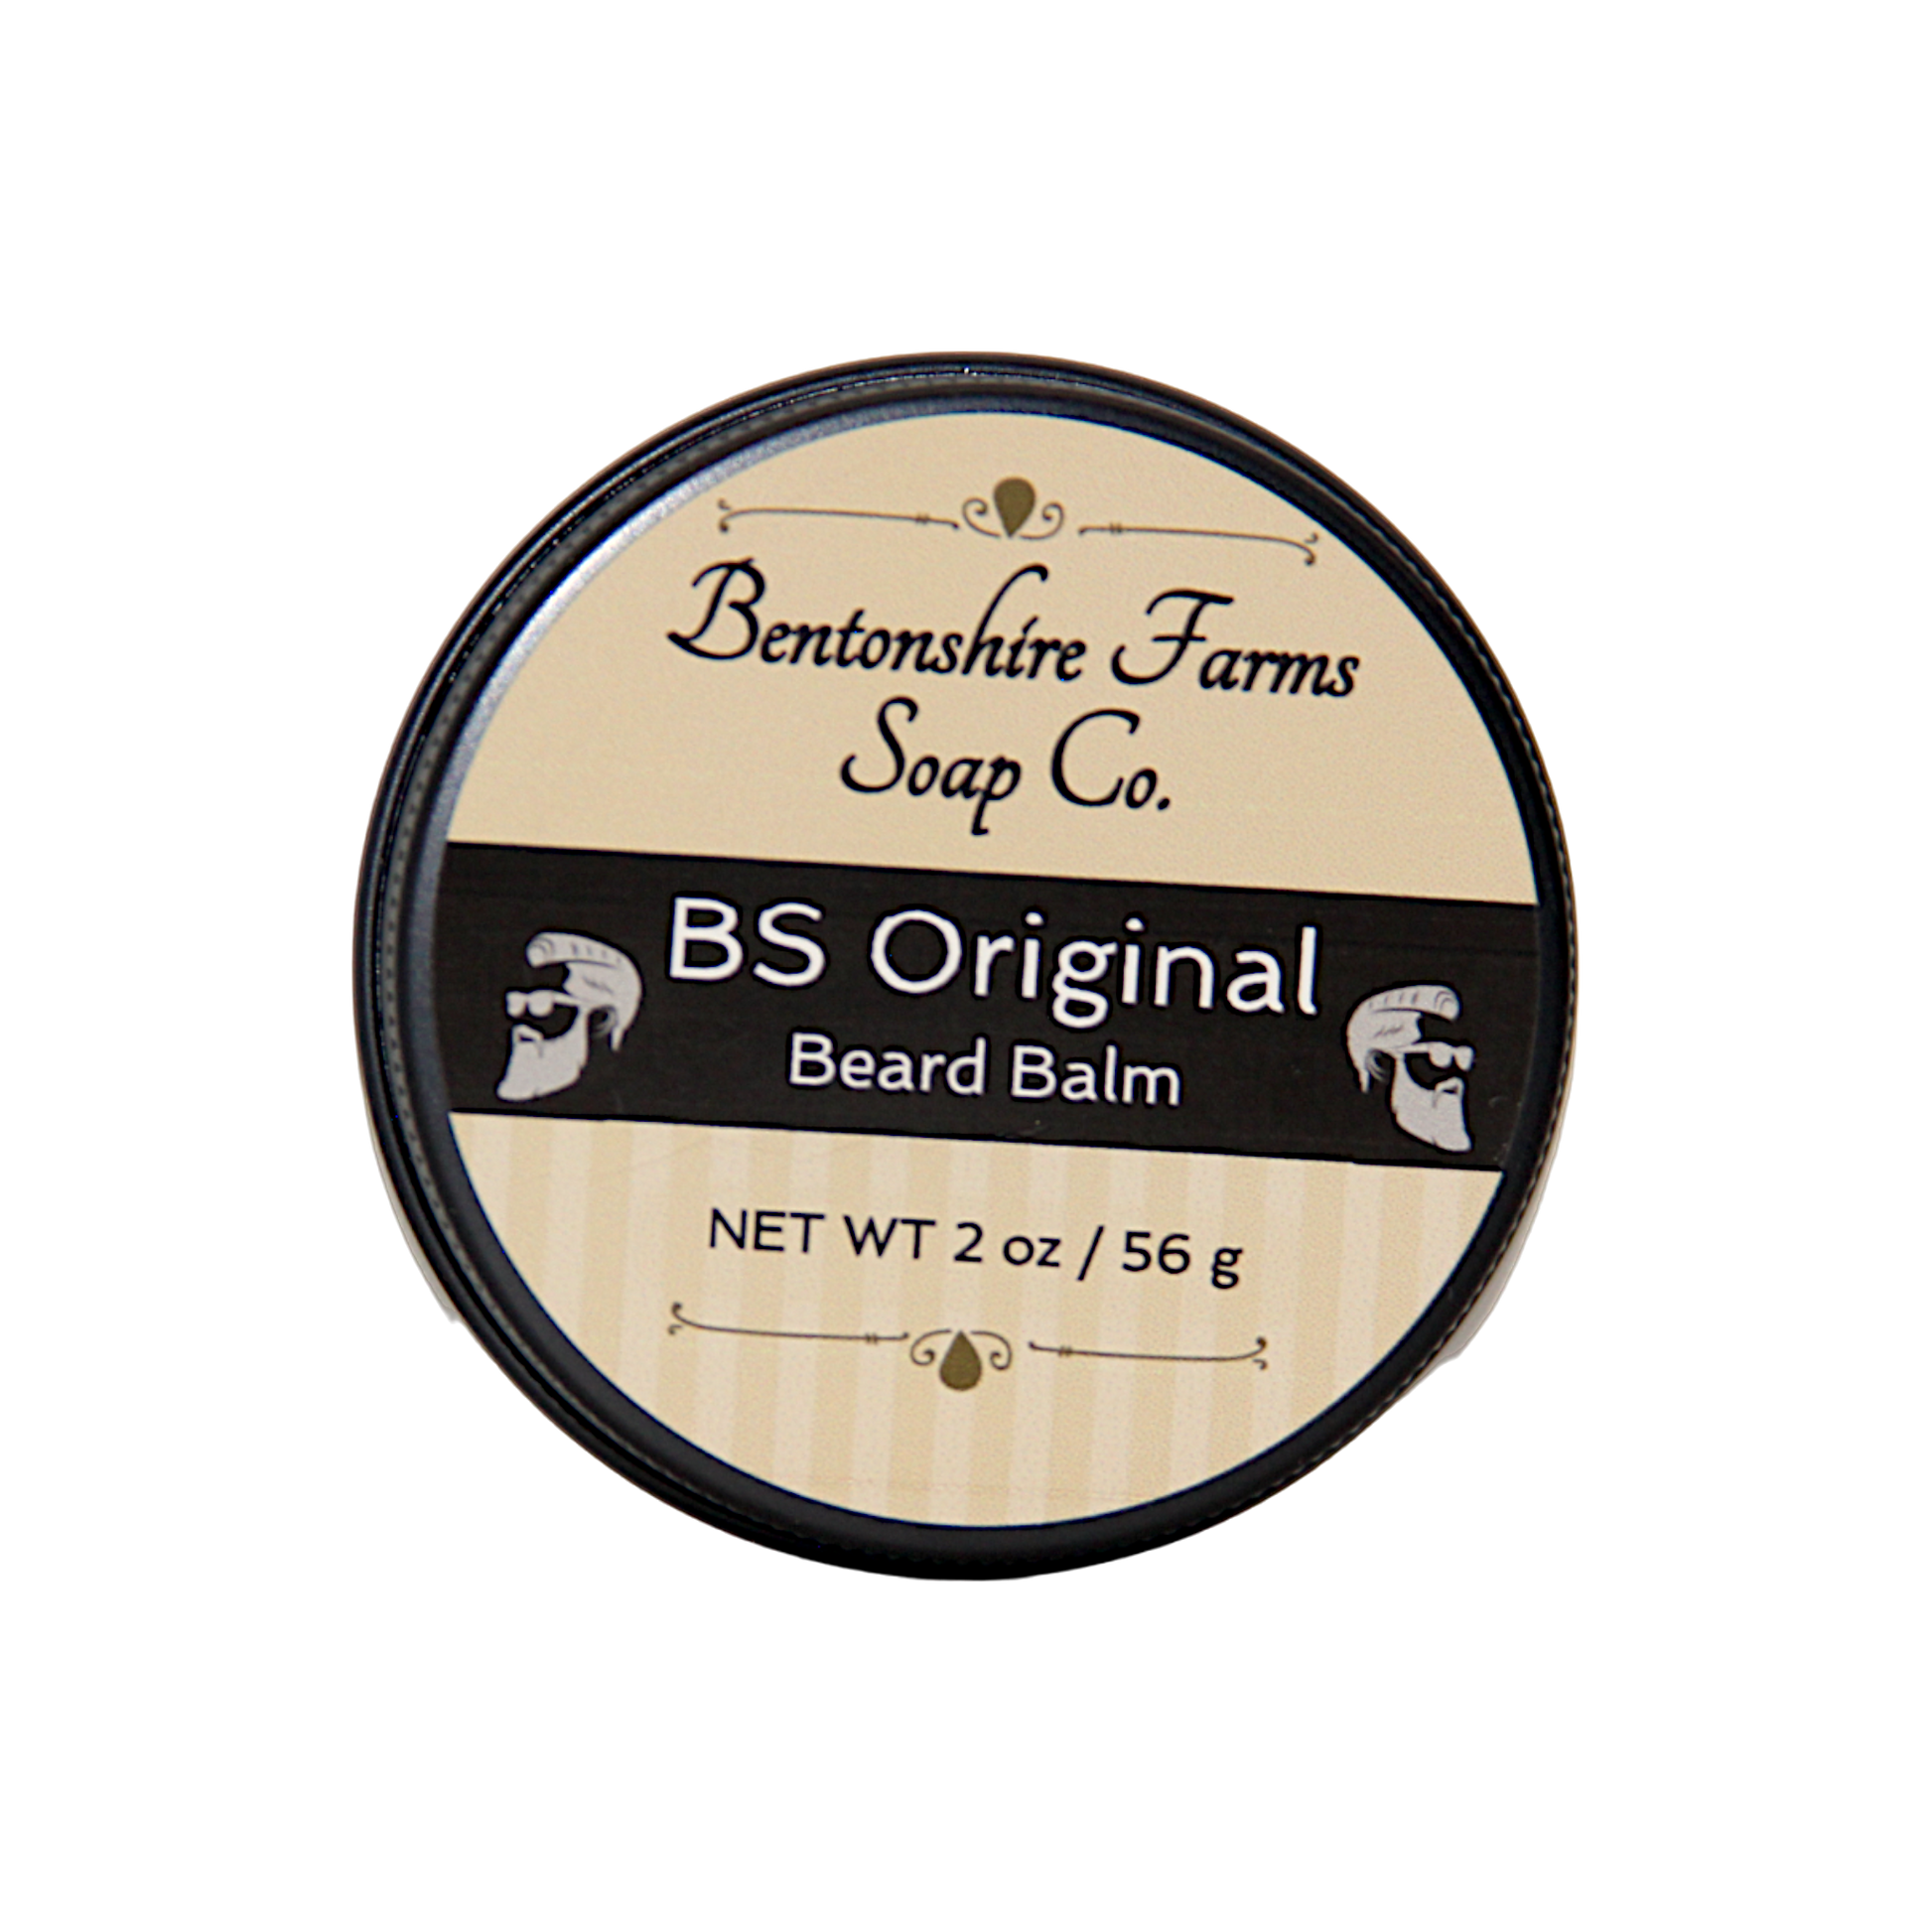 Bentonshire Farms
Soap Co.
BS Original
Beard Balm
NET WT 2 oz / 56 g